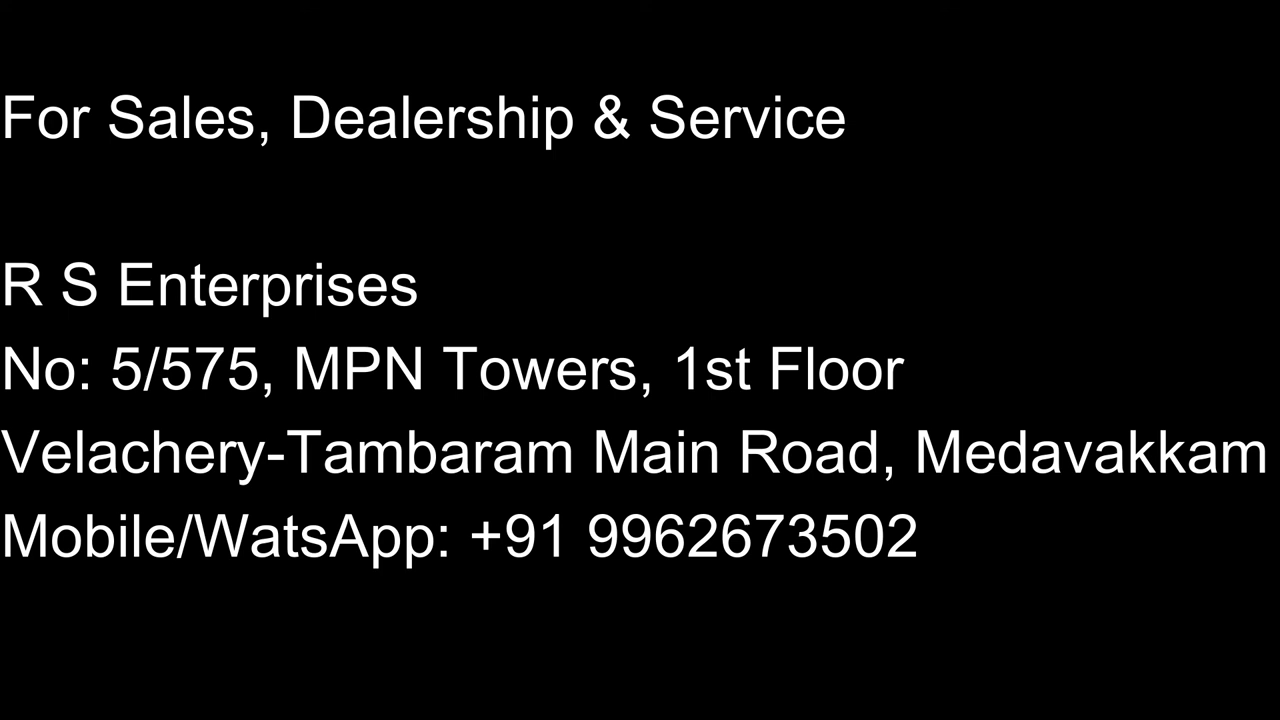 For Sales, Dealership & Service
R S Enterprises
No: 5/575, MPN Towers, 1st Floor
Velachery-Tambaram Main Road, Medavakkam
Mobile/WatsApp: +91 9962673502